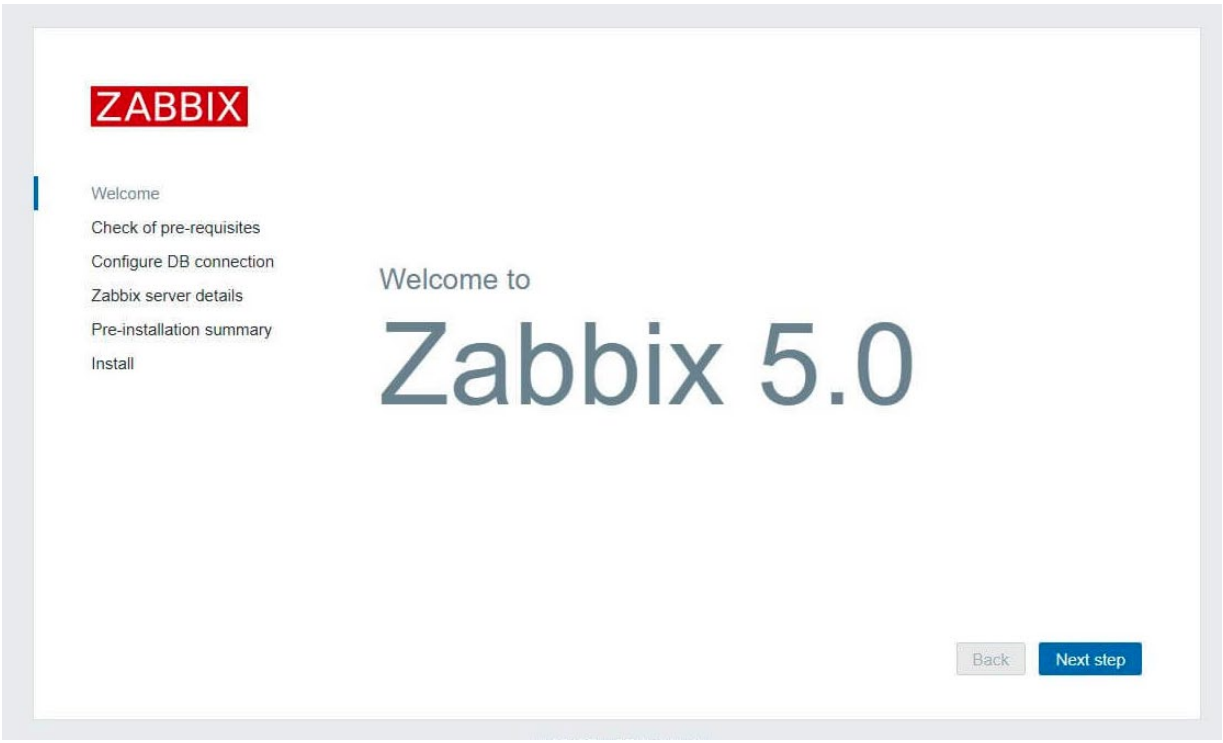 ZABBIX
Welcome
Check of pre-requisites
Configure DB connection
Zabbix server details
Pre-installation summary
Install
Welcome to
Zabbix 5.0
Back
Next step